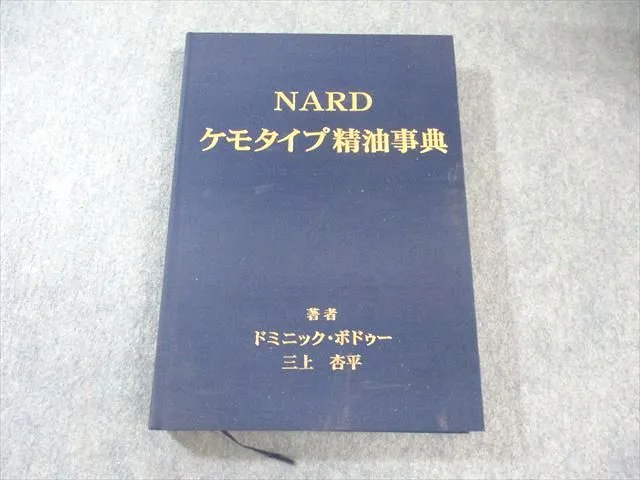 NARD
ケモタイプ精油事典
著者
ドミニック・ボドゥー
三上 杏平